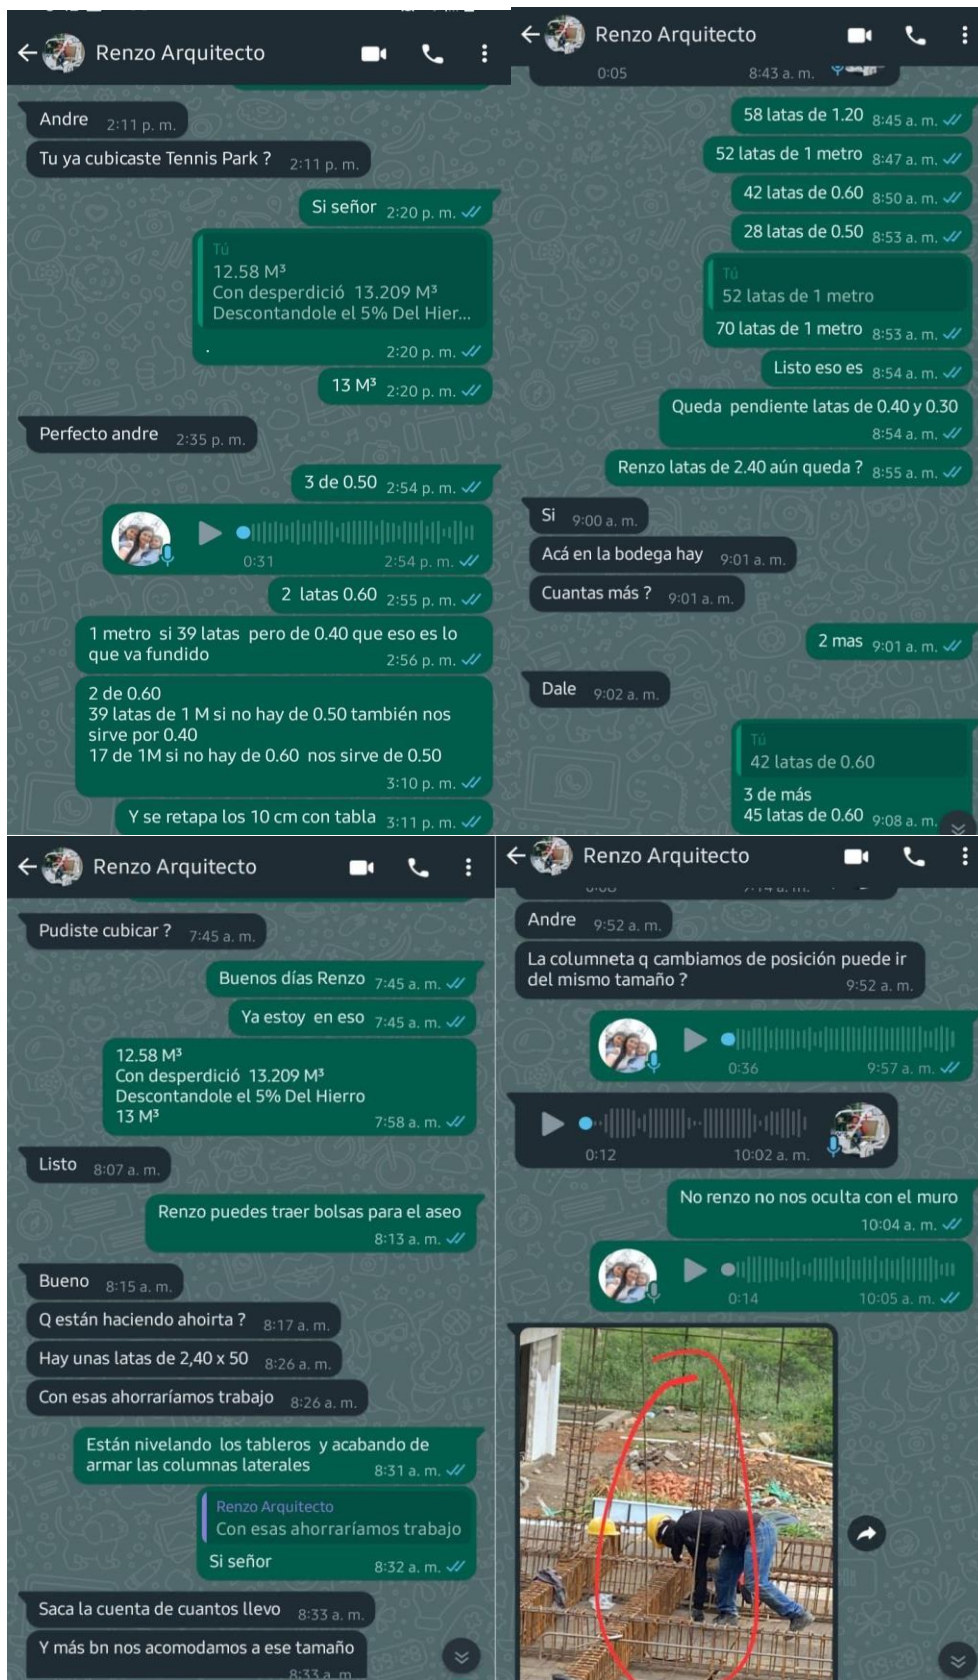 Renzo Arquitecto
Andre 2:11 p. m.
Tu ya cubicaste Tennis Park ? 2:11 p. m.
Si señor 2:20 p. m.
Tú
12.58 M³
Con desperdició 13.209 M³
Descontandole el 5% Del Hier...
. 2:20 p. m.
13 M³ 2:20 p. m.
Perfecto andre 2:35 p. m.
3 de 0.50 2:54 p. m.
0:31 2:54 p. m.
2 latas 0.60 2:55 p. m.
1 metro si 39 latas pero de 0.40 que eso es lo
que va fundido 2:56 p. m.
2 de 0.60
39 latas de 1 M si no hay de 0.50 también nos
sirve por 0.40
17 de 1M si no hay de 0.60 nos sirve de 0.50
3:10 p. m.
Y se retapa los 10 cm con tabla 3:11 p. m.
Renzo Arquitecto
0:05 8:43 a. m.
58 latas de 1.20 8:45 a. m.
52 latas de 1 metro 8:47 a. m.
42 latas de 0.60 8:50 a. m.
28 latas de 0.50 8:53 a. m.
Tú
52 latas de 1 metro
70 latas de 1 metro 8:53 a. m.
Listo eso es 8:54 a. m.
Queda pendiente latas de 0.40 y 0.30
8:54 a. m.
Renzo latas de 2.40 aún queda ? 8:55 a. m.
Si 9:00 a. m.
Acá en la bodega hay 9:01 a. m.
Cuantas más ? 9:01 a. m.
2 mas 9:01 a. m.
Dale 9:02 a. m.
Tú
42 latas de 0.60
3 de más
45 latas de 0.60 9:08 a. m.
Renzo Arquitecto
Pudiste cubicar ? 7:45 a. m.
Buenos días Renzo 7:45 a. m.
Ya estoy en eso 7:45 a. m.
12.58 M³
Con desperdició 13.209 M³
Descontandole el 5% Del Hierro
13 M³ 7:58 a. m.
Listo 8:07 a. m.
Renzo puedes traer bolsas para el aseo
8:13 a. m.
Bueno 8:15 a. m.
Q están haciendo ahoirta ? 8:17 a. m.
Hay unas latas de 2,40 x 50 8:26 a. m.
Con esas ahorraríamos trabajo 8:26 a. m.
Están nivelando los tableros y acabando de
armar las columnas laterales 8:31 a. m.
Renzo Arquitecto
Con esas ahorraríamos trabajo
Si señor 8:32 a. m.
Saca la cuenta de cuantos llevo 8:33 a. m.
Y más bn nos acomodamos a ese tamaño
8:33 a. m.
Renzo Arquitecto
Andre 9:52 a. m.
La columneta q cambiamos de posición puede ir
del mismo tamaño ? 9:52 a. m.
0:36 9:57 a. m.
0:12 10:02 a. m.
No renzo no nos oculta con el muro
10:04 a. m.
0:14 10:05 a. m.